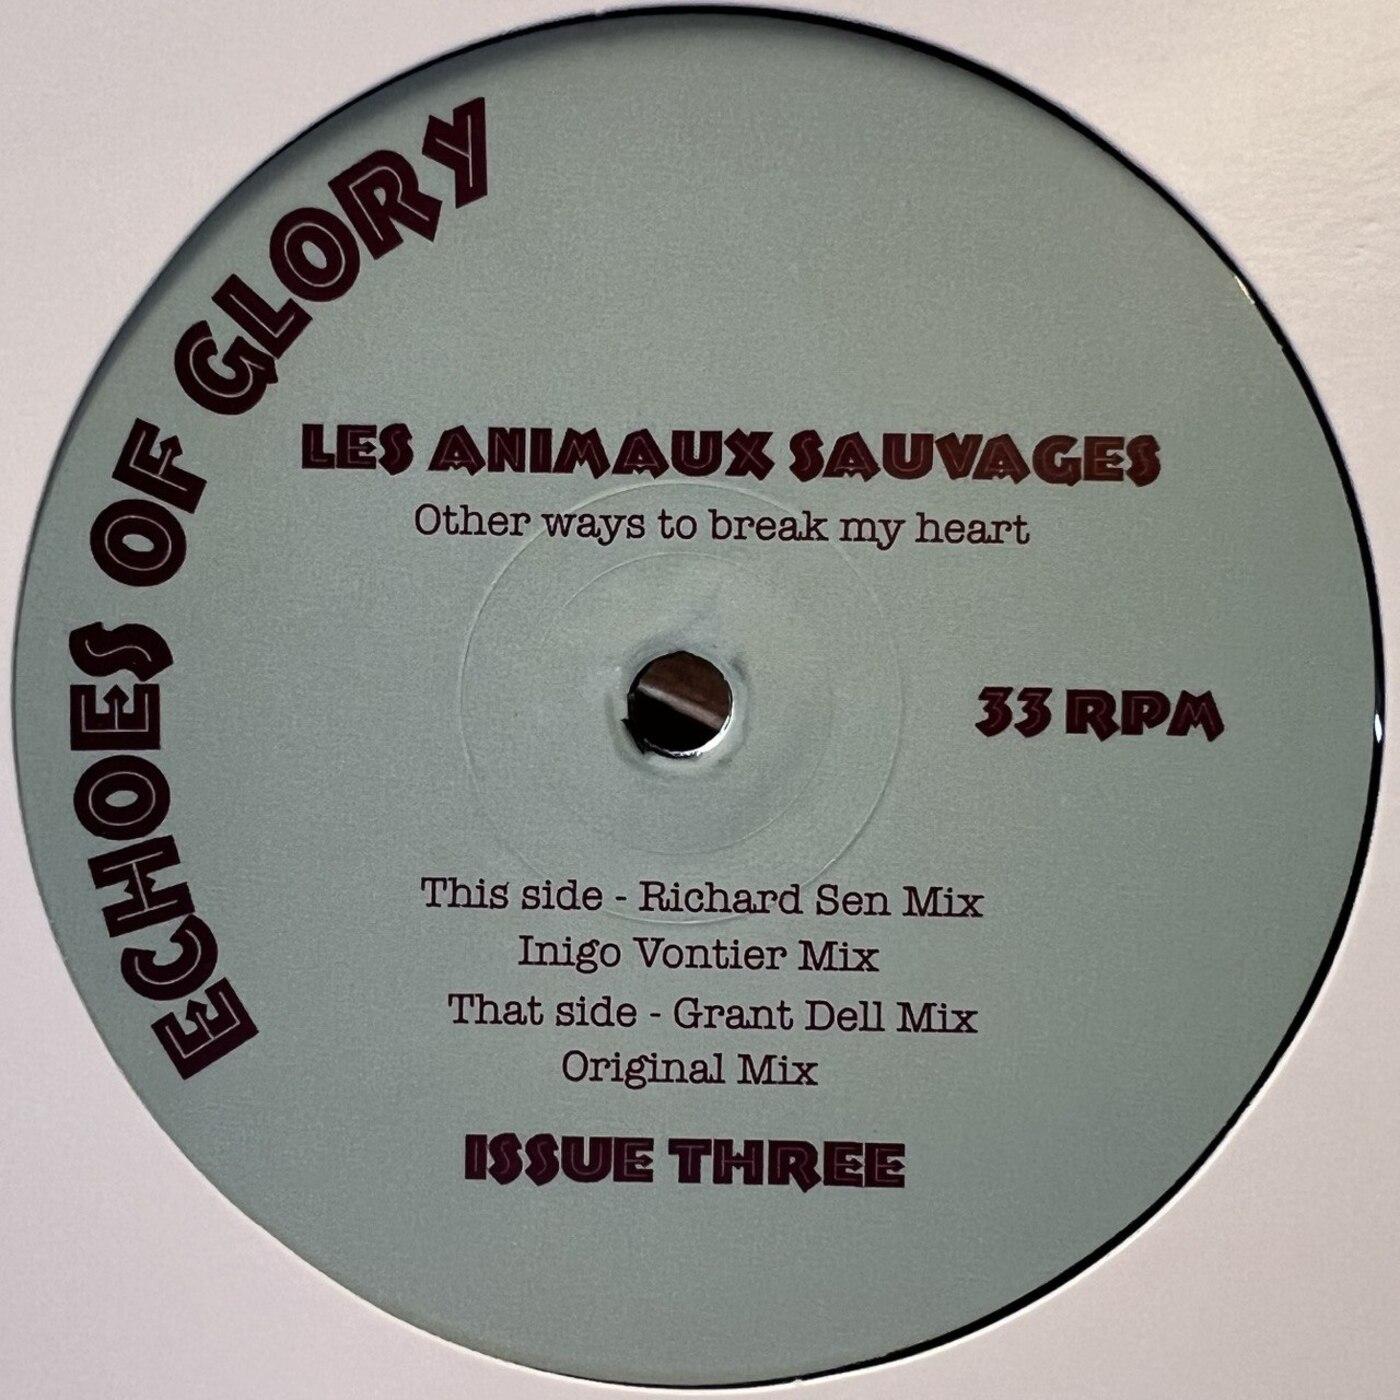 ECHOES OF GLORY
LES ANIMAUX SAUVAGES
Other ways to break my heart
33 RPM
This side - Richard Sen Mix
Inigo Vontier Mix
That side - Grant Dell Mix
Original Mix
ISSUE THREE